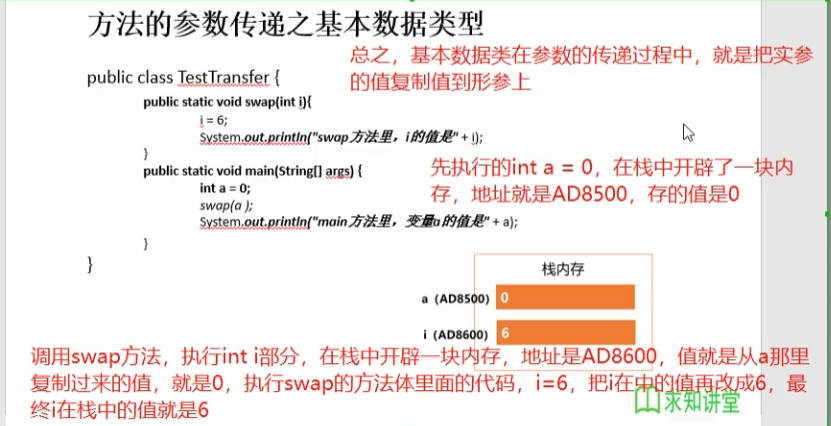 方法的参数传递之基本数据类型
总之，基本数据类在参数的传递过程中，就是把实参
的值复制值到形参上
public class TestTransfer {
public static void swap(int i){
i = 6;
System.out.println("swap方法里，i的值是" + i);
}
public static void main(String[] args) {
int a = 0;
swap(a );
System.out.println("main方法里，变量a的值是" + a);
}
}
先执行的int a = 0，在栈中开辟了一块内
存，地址就是AD8500，存的值是0
栈内存
a（AD8500） 0
i（AD8600） 6
调用swap方法，执行int i部分，在栈中开辟一块内存，地址是AD8600，值就是从a那里
复制过来的值，就是0，执行swap的方法体里面的代码，i=6，把i在中的值再改成6，最
终i在栈中的值就是6
求知讲堂